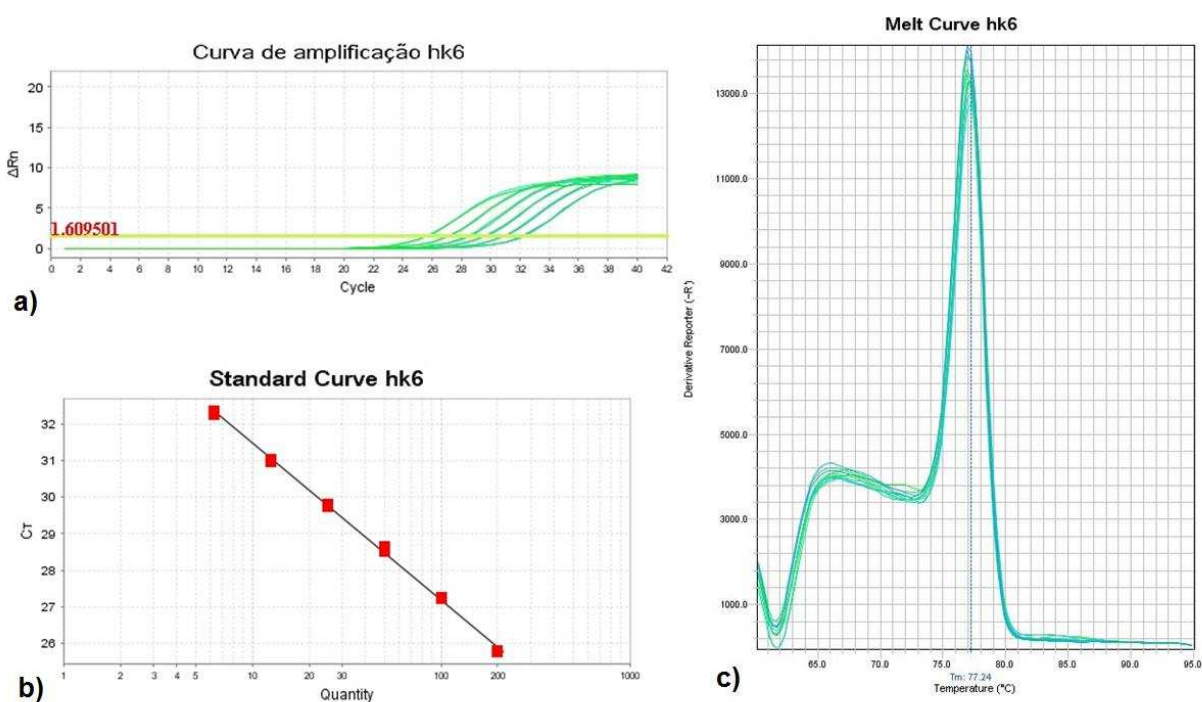 Curva de amplificação hk6
20
15
10
5
0
ΔRn
1.609501
0 2 4 6 8 10 12 14 16 18 20 22 24 26 28 30 32 34 36 38 40 42
Cycle
a)
Standard Curve hk6
32
31
30
29
28
27
26
CT
1 2 3 4 5 10 20 30 100 200 1000
Quantity
b)
Melt Curve hk6
13000.0
11000.0
9000.0
7000.0
5000.0
3000.0
1000.0
Derivative Reporter (-R')
65.0 70.0 75.0 80.0 85.0 90.0 95.0
Tm: 77.24
Temperature (°C)
c)